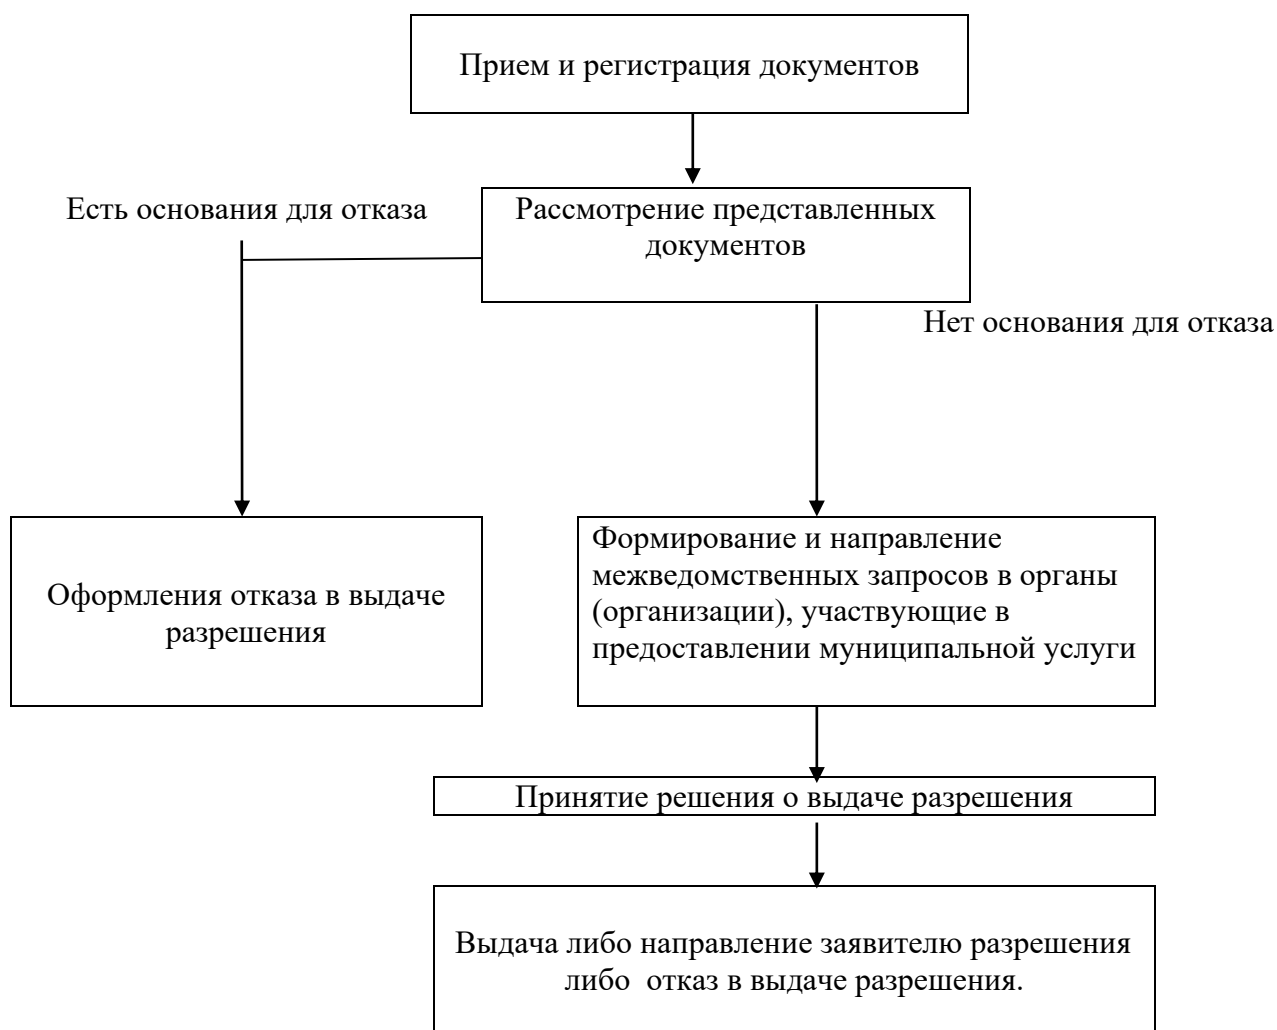 Прием и регистрация документов
Есть основания для отказа
Рассмотрение представленных
документов
Нет основания для отказа
Оформления отказа в выдаче
разрешения
Формирование и направление
межведомственных запросов в органы
(организации), участвующие в
предоставлении муниципальной услуги
Принятие решения о выдаче разрешения
Выдача либо направление заявителю разрешения
либо  отказ в выдаче разрешения.